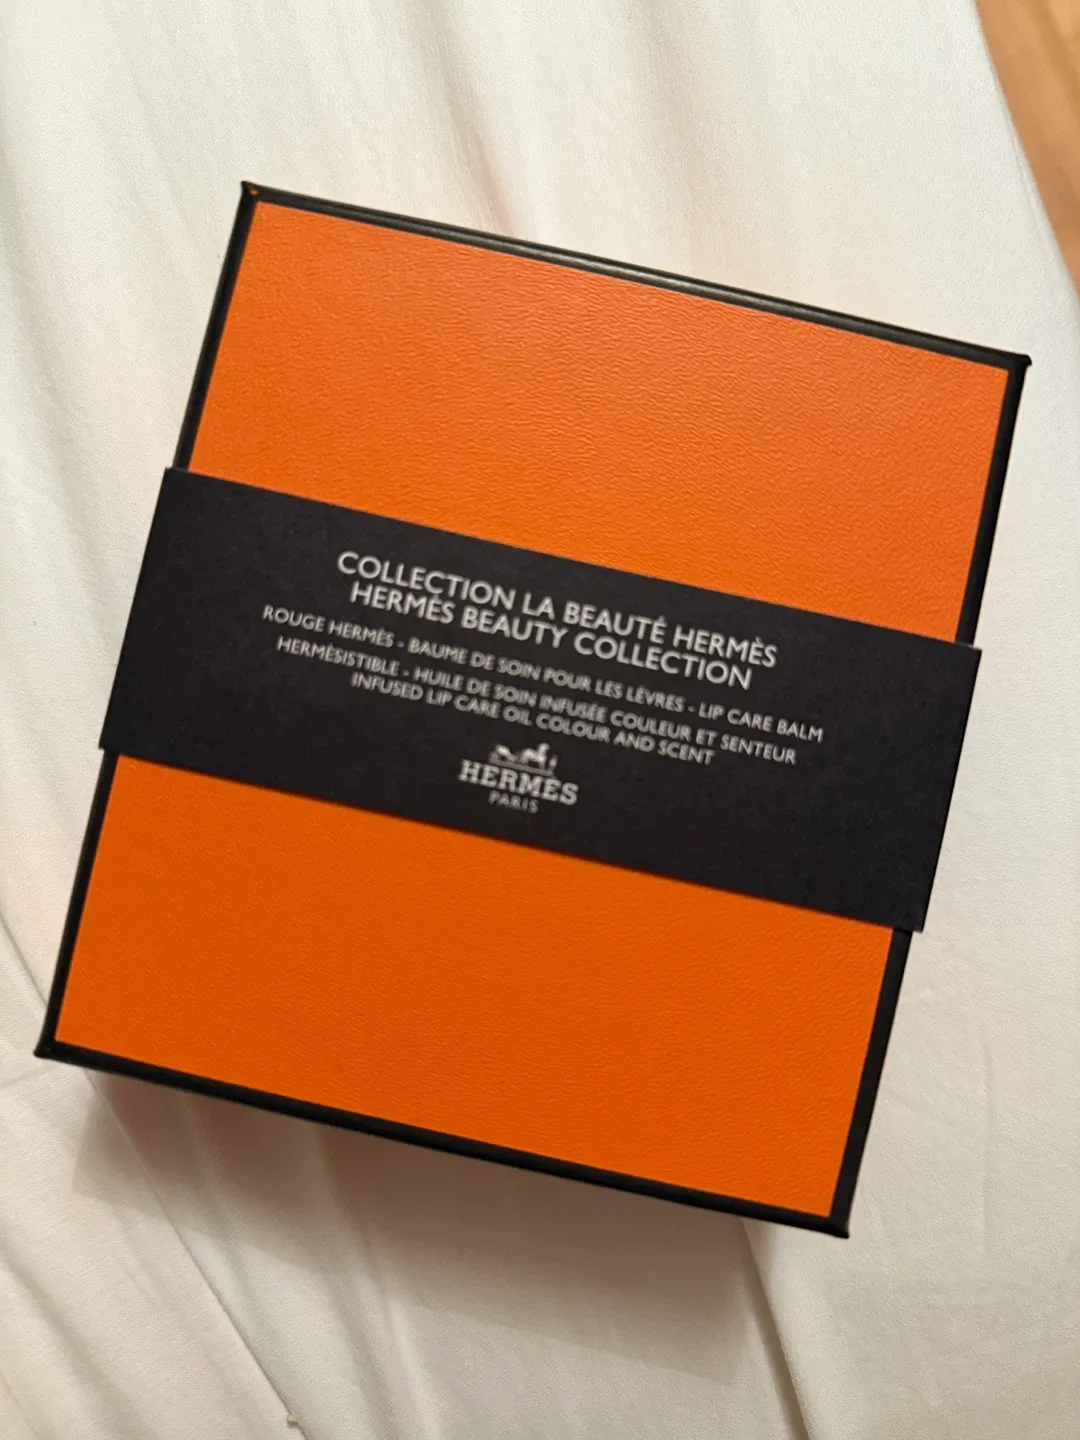 COLLECTION LA BEAUTÉ HERMÈS
HERMÈS BEAUTY COLLECTION
ROUGE HERMÈS - BAUME DE SOIN POUR LES LÈVRES - LIP CARE BALM
HERMÈSISTIBLE - HUILE DE SOIN INFUSÉE COULEUR ET SENTEUR
INFUSED LIP CARE OIL COLOUR AND SCENT
HERMÈS
PARIS